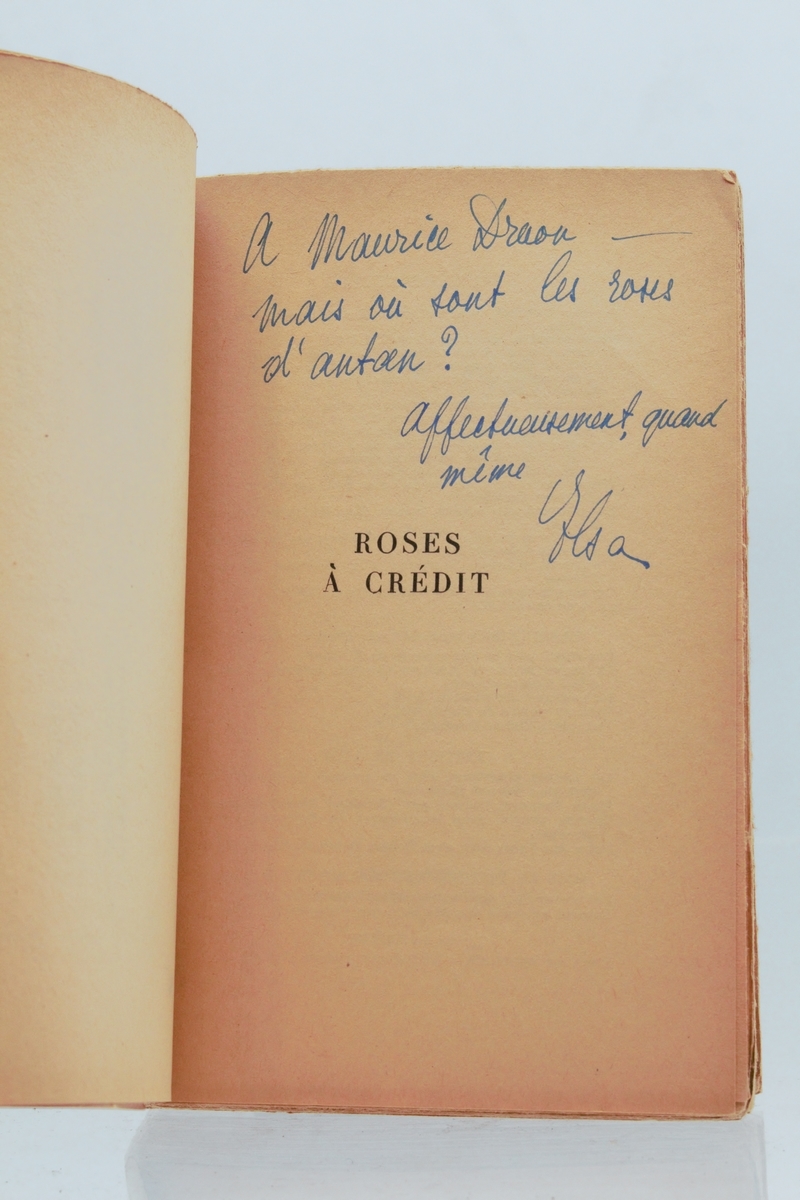 A Maurice Druon —
mais où sont les roses
d'antan ?
Affectueusement, quand
même
Elsa
ROSES
À CRÉDIT